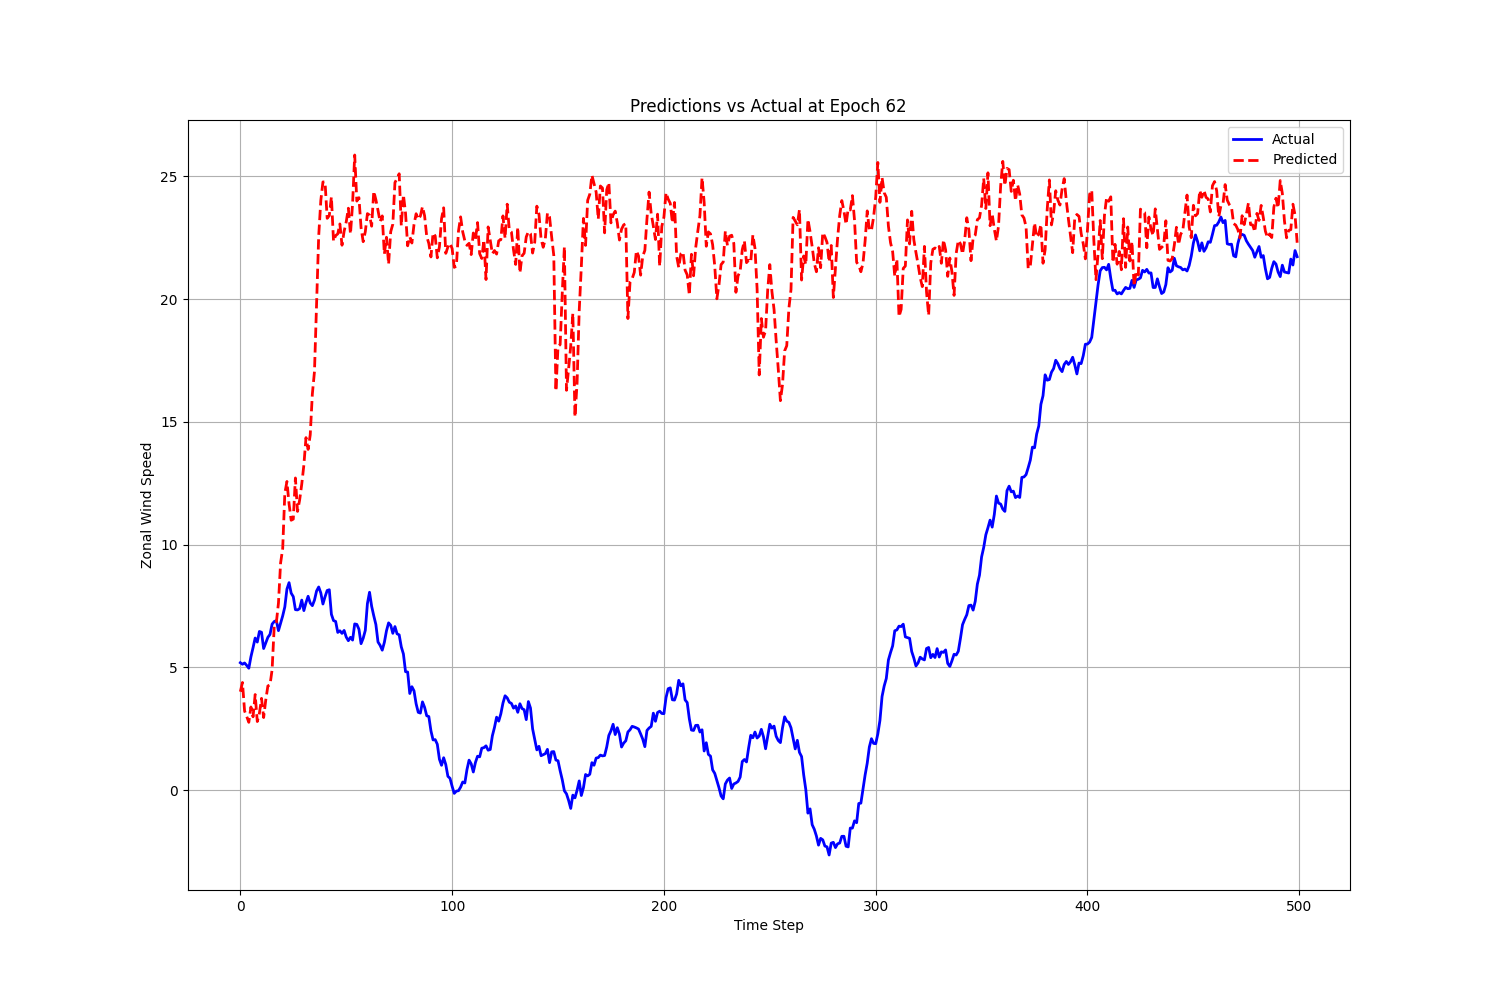 Predictions vs Actual at Epoch 62
Actual
Predicted
Zonal Wind Speed
25
20
15
10
5
0
0 100 200 300 400 500
Time Step